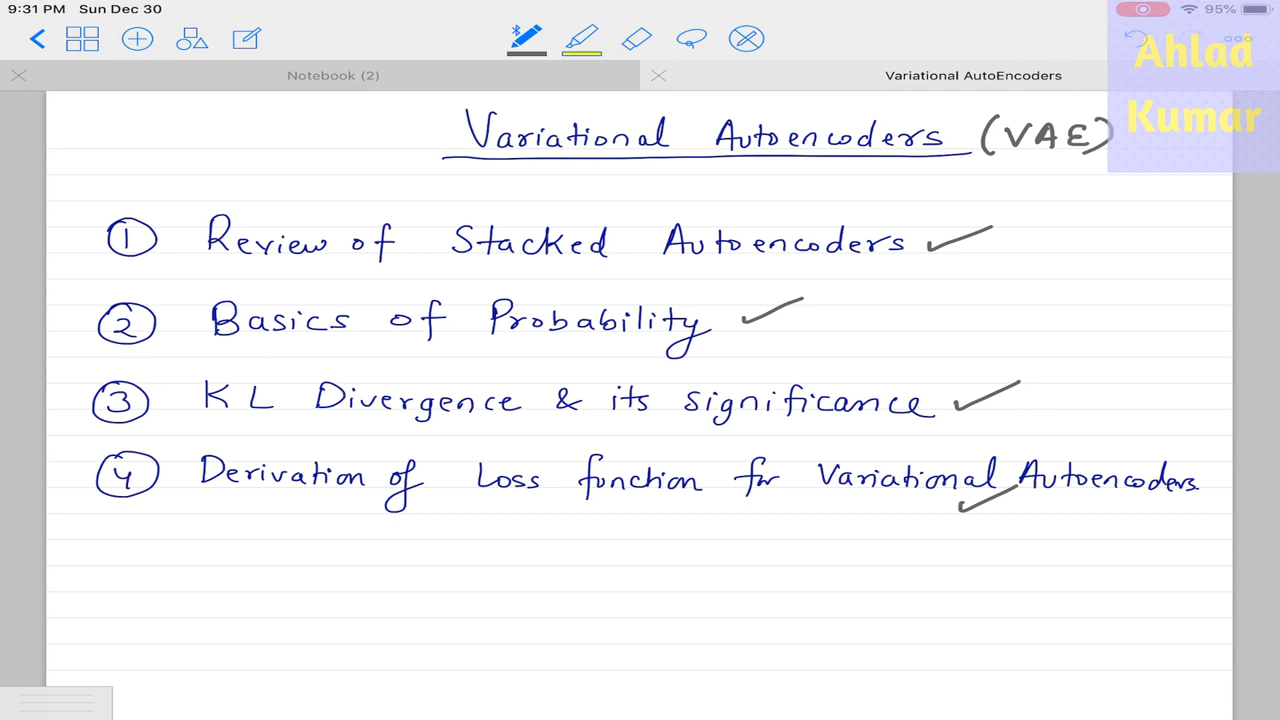 9:31 PM Sun Dec 30
95%
Notebook (2)
Variational AutoEncoders
Ahlad
Kumar
Variational Autoencoders (VAE)
1 Review of Stacked Autoencoders
2 Basics of Probability
3 KL Divergence & its significance
4 Derivation of Loss function for Variational Autoencoders.